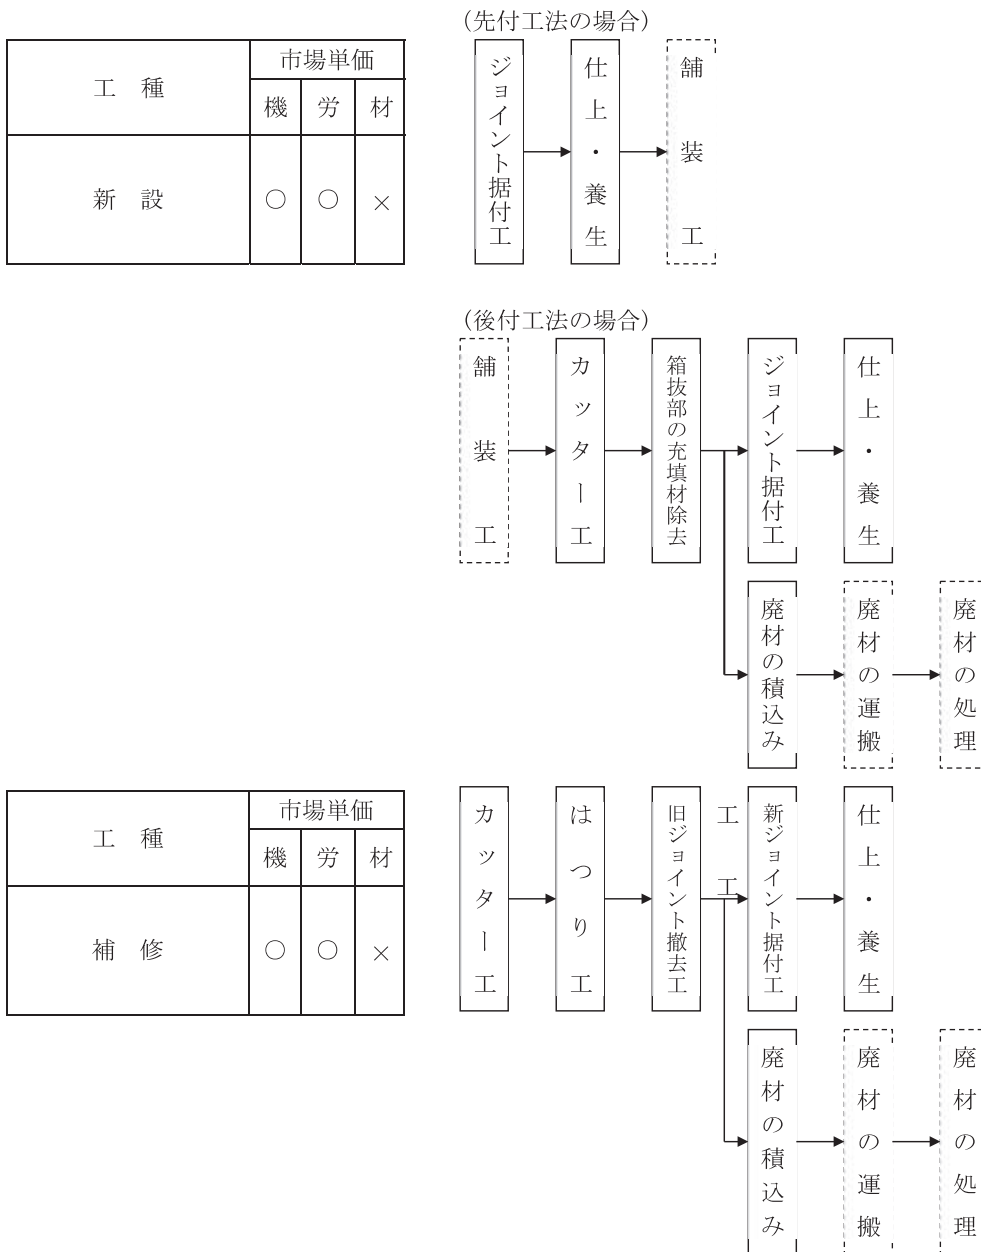 (先付工法の場合)
工 種
市場単価
機 労 材
新 設 ○ ○ ×
ジョイント据付工
仕上・養生
舗装工
(後付工法の場合)
舗装工
カッター工
箱抜部の充填材除去
ジョイント据付工
仕上・養生
廃材の積込み
廃材の運搬
廃材の処理
工 種
市場単価
機 労 材
補 修 ○ ○ ×
カッター工
はつり工
旧ジョイント撤去工
工
工
新ジョイント据付工
仕上・養生
廃材の積込み
廃材の運搬
廃材の処理